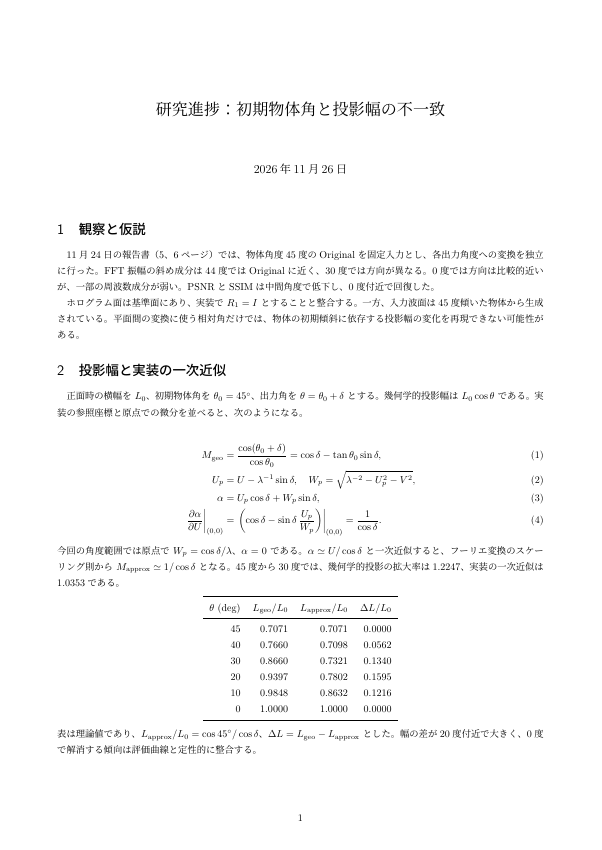 研究進捗：初期物体角と投影幅の不一致
2026 年 11 月 26 日
1 観察と仮説
11 月 24 日の報告書（5、6 ページ）では、物体角度 45 度の Original を固定入力とし、各出力角度への変換を独立
に行った。FFT 振幅の斜め成分は 44 度では Original に近く、30 度では方向が異なる。0 度では方向は比較的近い
が、一部の周波数成分が弱い。PSNR と SSIM は中間角度で低下し、0 度付近で回復した。
ホログラム面は基準面にあり、実装で R₁ = I とすることと整合する。一方、入力波面は 45 度傾いた物体から生成
されている。平面間の変換に使う相対角だけでは、物体の初期傾斜に依存する投影幅の変化を再現できない可能性が
ある。
2 投影幅と実装の一次近似
正面時の横幅を L₀、初期物体角を θ₀ = 45°、出力角を θ = θ₀ + δ とする。幾何学的投影幅は L₀ cos θ である。実
装の参照座標と原点での微分を並べると、次のようになる。
M_geo = cos(θ₀ + δ) / cos θ₀ = cos δ − tan θ₀ sin δ, (1)
U_p = U − λ⁻¹ sin δ, W_p = √(λ⁻² − U_p² − V²), (2)
α = U_p cos δ + W_p sin δ, (3)
∂α/∂U |_(0,0) = (cos δ − sin δ U_p/W_p) |_(0,0) = 1/cos δ. (4)
今回の角度範囲では原点で W_p = cos δ/λ、α = 0 である。α ≃ U/ cos δ と一次近似すると、フーリエ変換のスケー
リング則から M_approx ≃ 1/ cos δ となる。45 度から 30 度では、幾何学的投影の拡大率は 1.2247、実装の一次近似は
1.0353 である。
θ (deg) L_geo/L₀ L_approx/L₀ ΔL/L₀
45 0.7071 0.7071 0.0000
40 0.7660 0.7098 0.0562
30 0.8660 0.7321 0.1340
20 0.9397 0.7802 0.1595
10 0.9848 0.8632 0.1216
0 1.0000 1.0000 0.0000
表は理論値であり、L_approx/L₀ = cos 45°/ cos δ、ΔL = L_geo − L_approx とした。幅の差が 20 度付近で大きく、0 度
で解消する傾向は評価曲線と定性的に整合する。
1